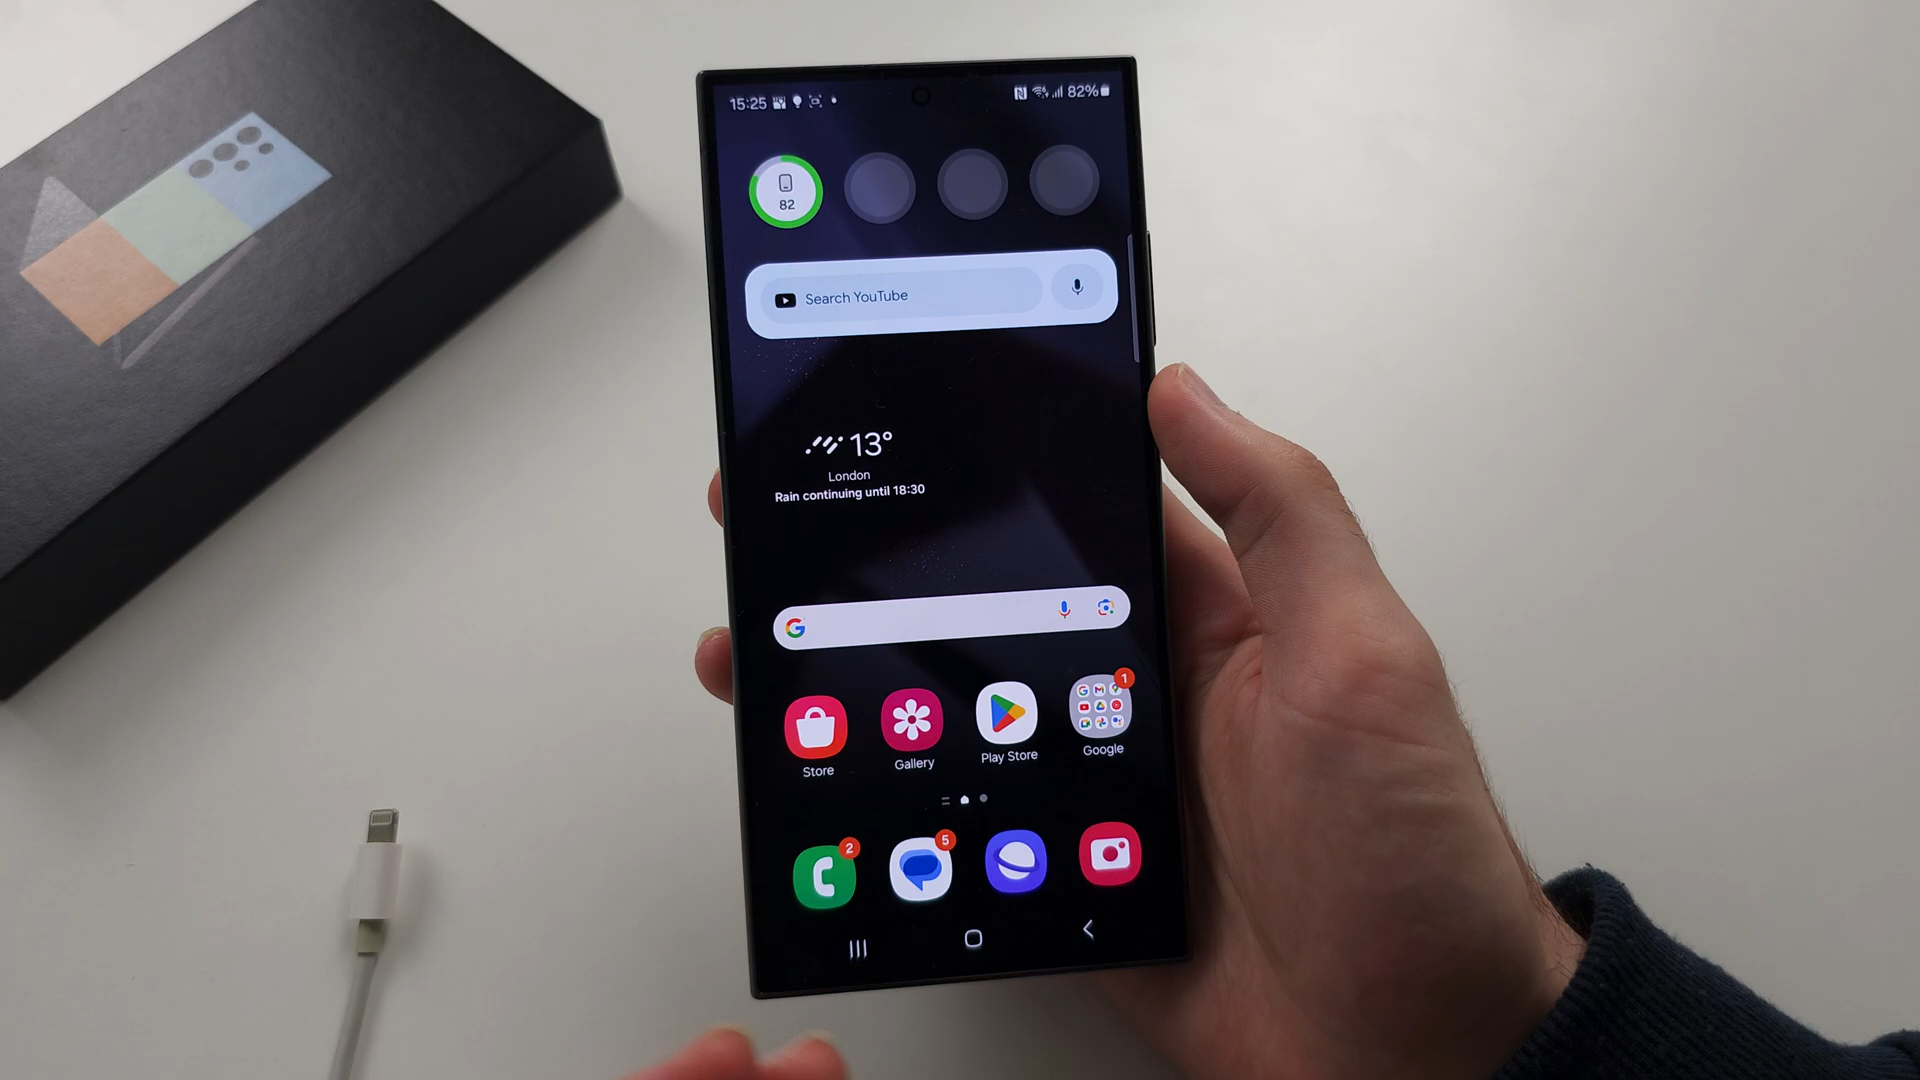 15:25
82%
82
Search YouTube
13°
London
Rain continuing until 18:30
G
1
Store
Gallery
Play Store
Google
2
5